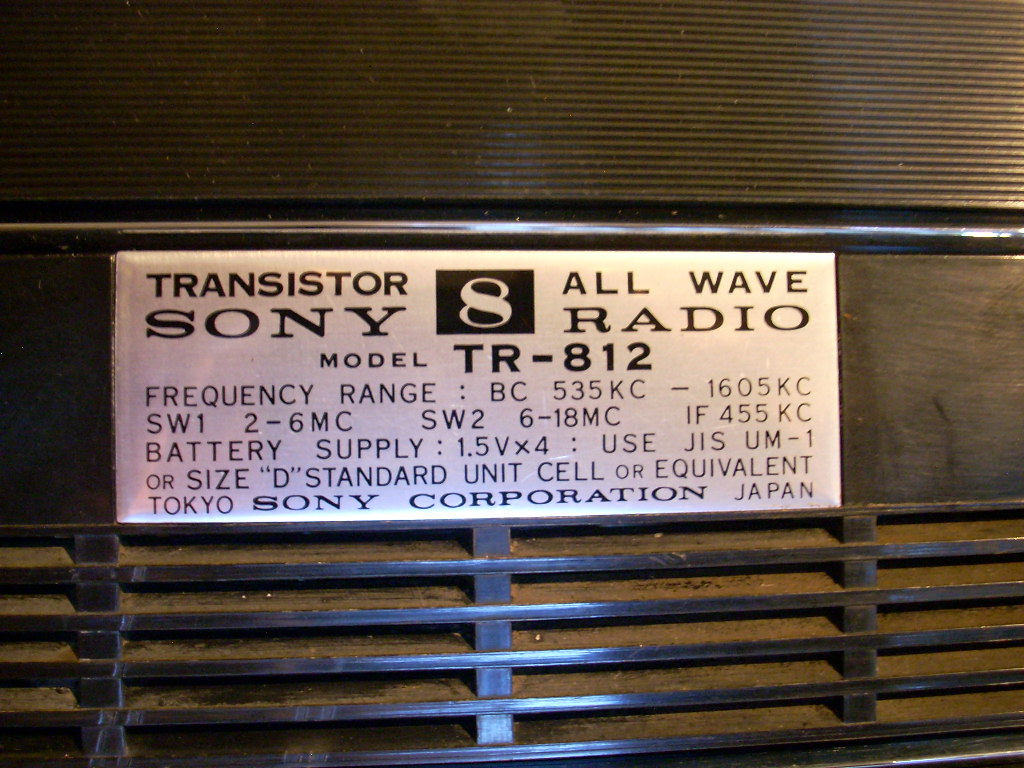 TRANSISTOR 8 ALL WAVE
SONY RADIO
MODEL TR-812
FREQUENCY RANGE : BC 535KC - 1605KC
SW1 2-6MC SW2 6-18MC IF 455KC
BATTERY SUPPLY : 1.5V×4 : USE JIS UM-1
OR SIZE "D" STANDARD UNIT CELL OR EQUIVALENT
TOKYO SONY CORPORATION JAPAN